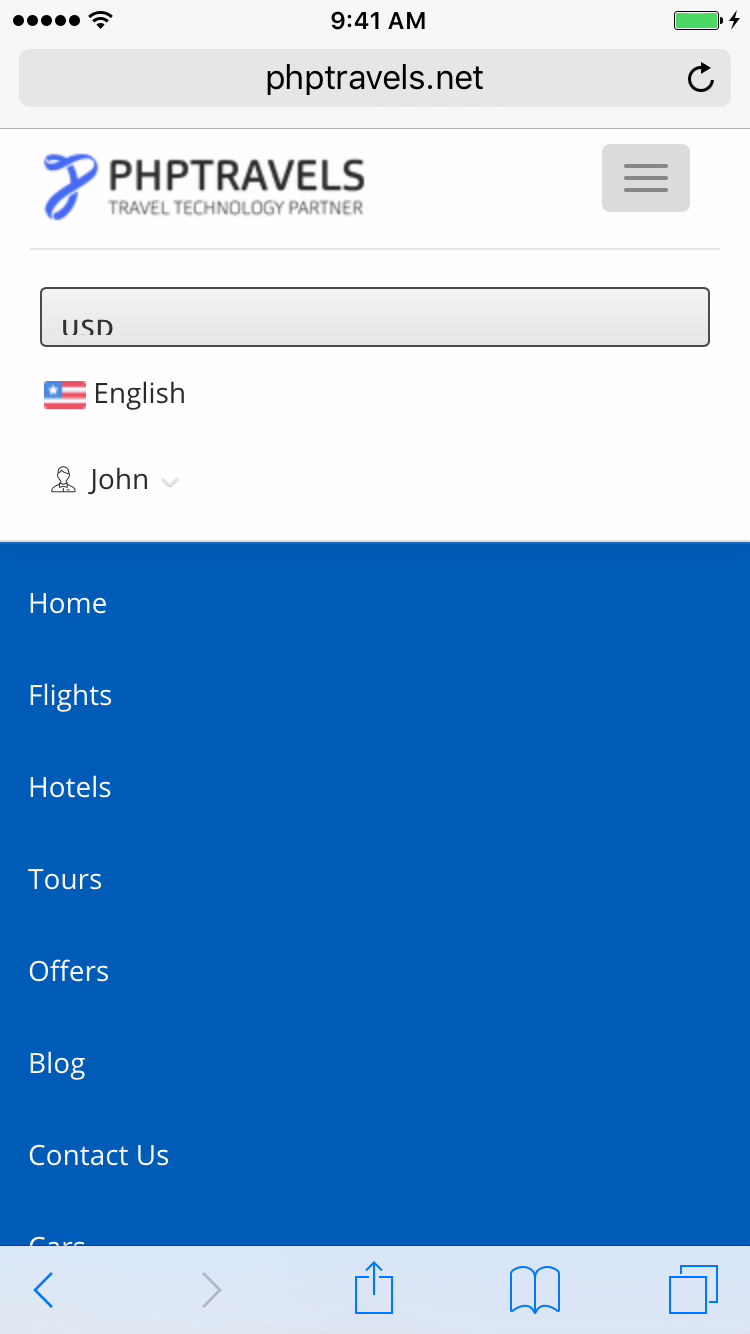 9:41 AM
phptravels.net
PHPTRAVELS
TRAVEL TECHNOLOGY PARTNER
USD
English
John
Home
Flights
Hotels
Tours
Offers
Blog
Contact Us
Cars